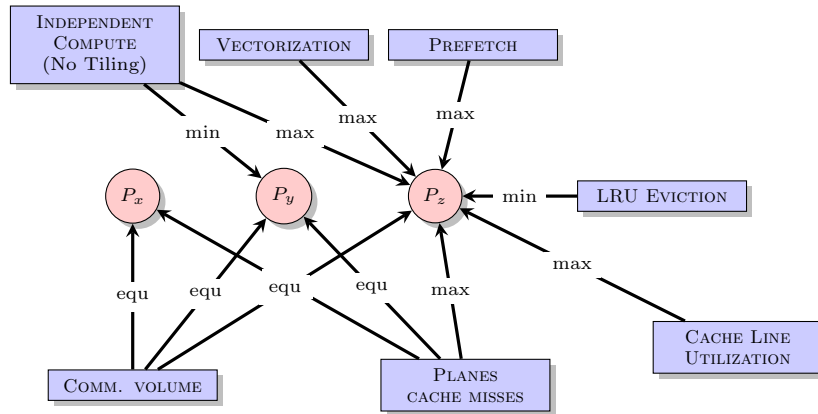 INDEPENDENT
COMPUTE
(No Tiling)
VECTORIZATION
PREFETCH
min
max
max
max
P_x
P_y
P_z
min
LRU EVICTION
equ
equ
equ
equ
max
max
COMM. VOLUME
PLANES
CACHE MISSES
CACHE LINE
UTILIZATION